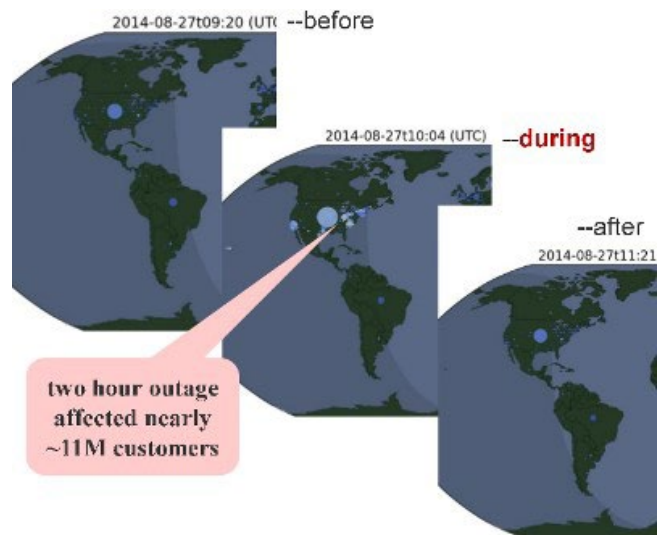 2014-08-27t09:20 (UTC
--before
2014-08-27t10:04 (UTC)
--during
--after
2014-08-27t11:21
two hour outage
affected nearly
~11M customers